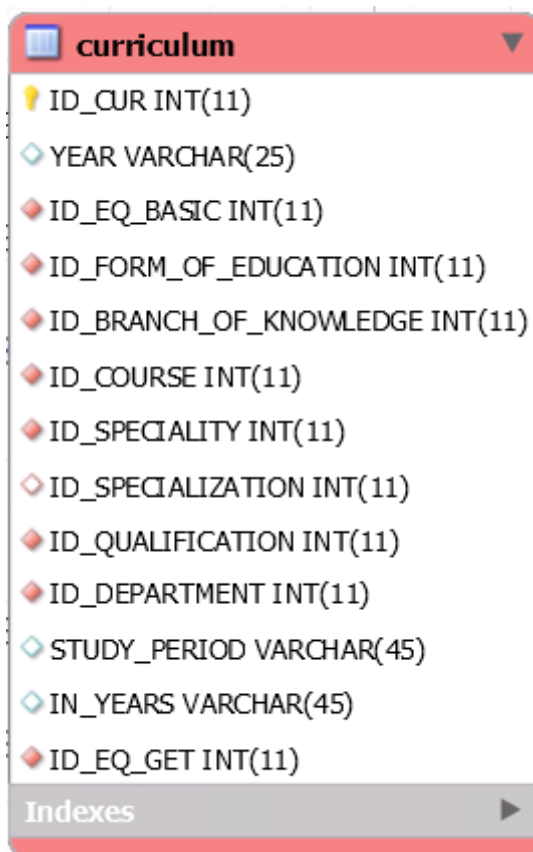 curriculum
ID_CUR INT(11)
YEAR VARCHAR(25)
ID_EQ_BASIC INT(11)
ID_FORM_OF_EDUCATION INT(11)
ID_BRANCH_OF_KNOWLEDGE INT(11)
ID_COURSE INT(11)
ID_SPECIALITY INT(11)
ID_SPECIALIZATION INT(11)
ID_QUALIFICATION INT(11)
ID_DEPARTMENT INT(11)
STUDY_PERIOD VARCHAR(45)
IN_YEARS VARCHAR(45)
ID_EQ_GET INT(11)
Indexes